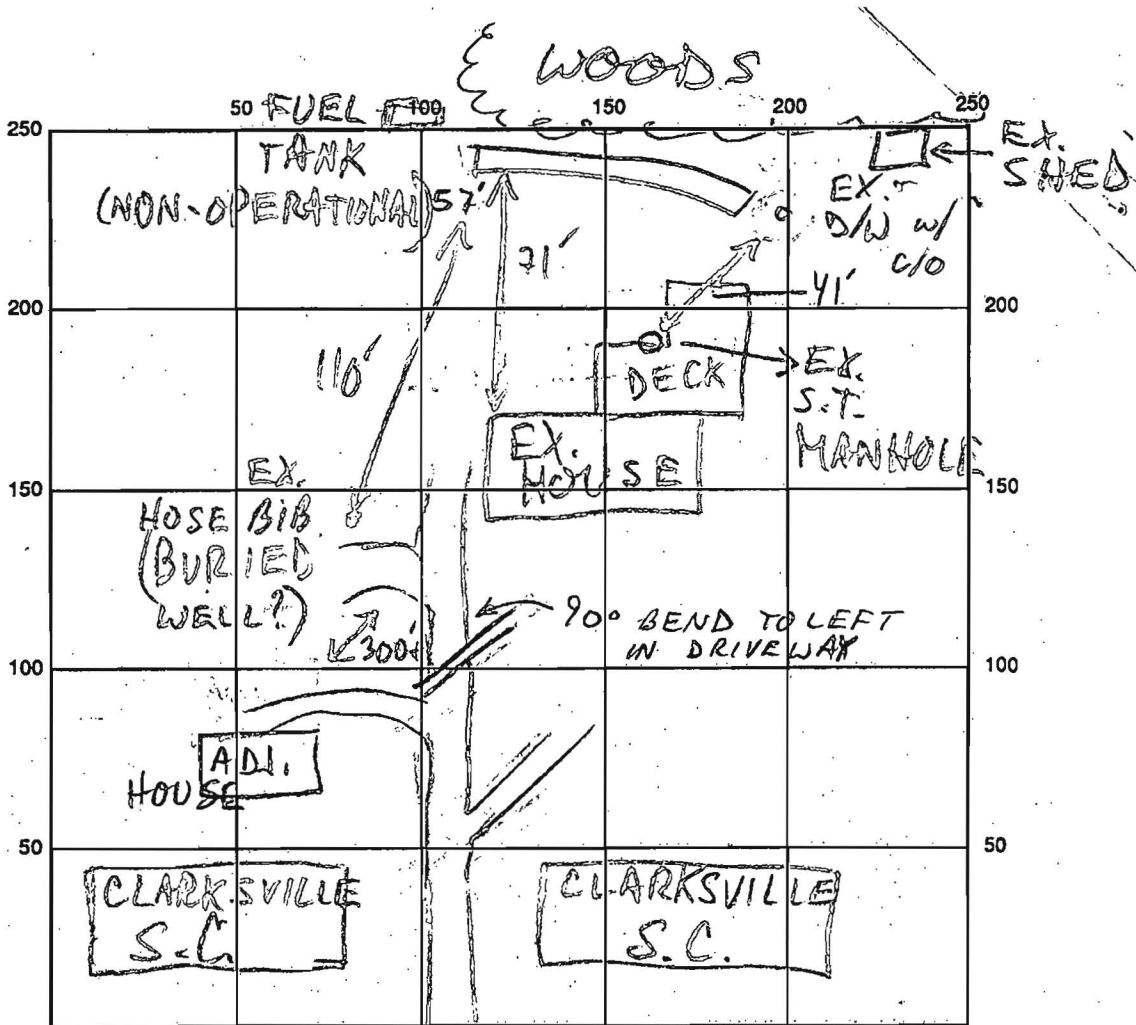 WOODS
50 100 150 200 250
250
FUEL
TANK
(NON-OPERATIONAL)
57'
71'
110'
EX.
SHED
EX.
D/W w/
C/O
200
200
41'
DECK
EX.
S.T.
MANHOLE
EX.
HOUSE
150
150
EX.
HOSE BIB
(BURIED
WELL?)
300'±
90° BEND TO LEFT
IN DRIVEWAY
100
100
ADJ.
HOUSE
50
50
CLARKSVILLE
S.C.
CLARKSVILLE
S.C.